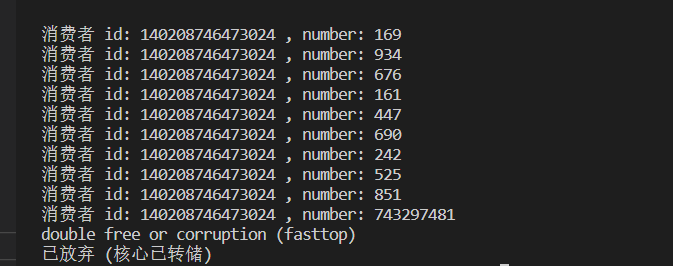 消费者 id: 140208746473024 , number: 169
消费者 id: 140208746473024 , number: 934
消费者 id: 140208746473024 , number: 676
消费者 id: 140208746473024 , number: 161
消费者 id: 140208746473024 , number: 447
消费者 id: 140208746473024 , number: 690
消费者 id: 140208746473024 , number: 242
消费者 id: 140208746473024 , number: 525
消费者 id: 140208746473024 , number: 851
消费者 id: 140208746473024 , number: 743297481
double free or corruption (fasttop)
已放弃 (核心已转储)